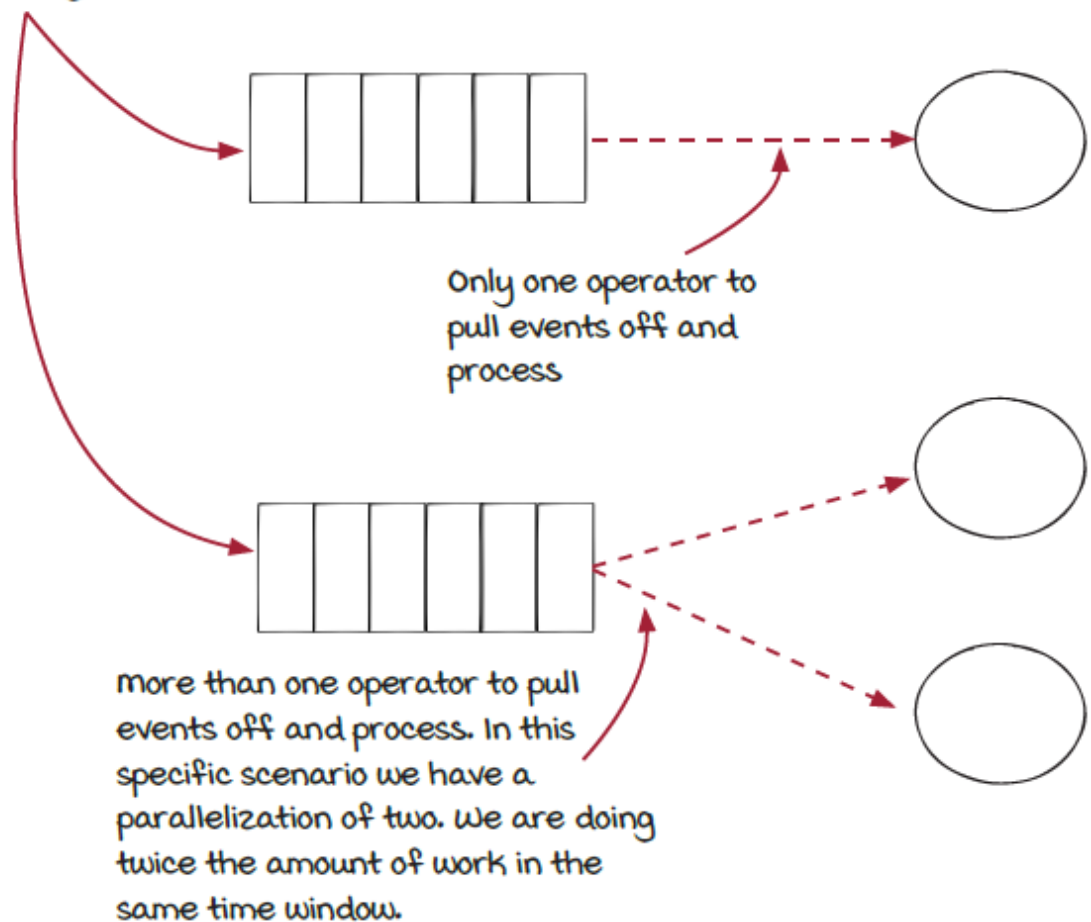 Only one operator to
pull events off and
process
more than one operator to pull
events off and process. In this
specific scenario we have a
parallelization of two. We are doing
twice the amount of work in the
same time window.